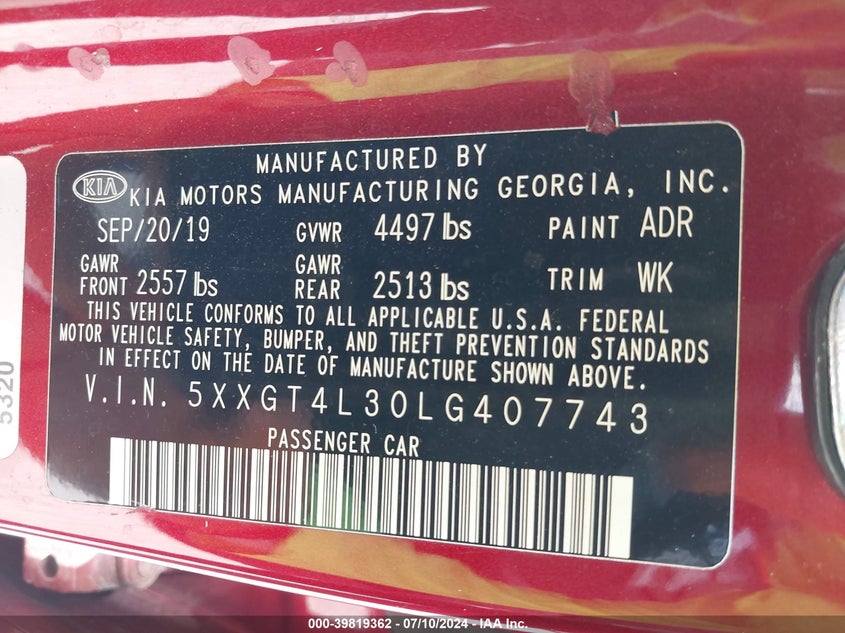 MANUFACTURED BY
KIA KIA MOTORS MANUFACTURING GEORGIA, INC.
SEP/20/19 GVWR 4497 lbs PAINT ADR
GAWR FRONT 2557 lbs GAWR REAR 2513 lbs TRIM WK
THIS VEHICLE CONFORMS TO ALL APPLICABLE U.S.A. FEDERAL
MOTOR VEHICLE SAFETY, BUMPER, AND THEFT PREVENTION STANDARDS
IN EFFECT ON THE DATE OF MANUFACTURE SHOWN ABOVE.
V.I.N. 5XXGT4L30LG407743
PASSENGER CAR
5320
000-39819362 - 07/10/2024 - IAA Inc.